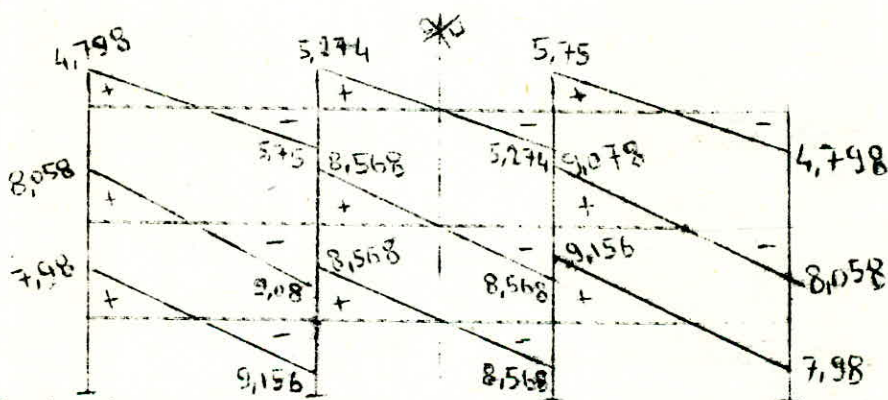 4,798 5,274 5,75
+ + +
- - -
5,75 5,274 4,798
8,058 8,568 9,078
+ + +
- - -
9,08 8,568 8,058
7,98 8,568 9,156
+ + +
-
9,156 8,568 7,98